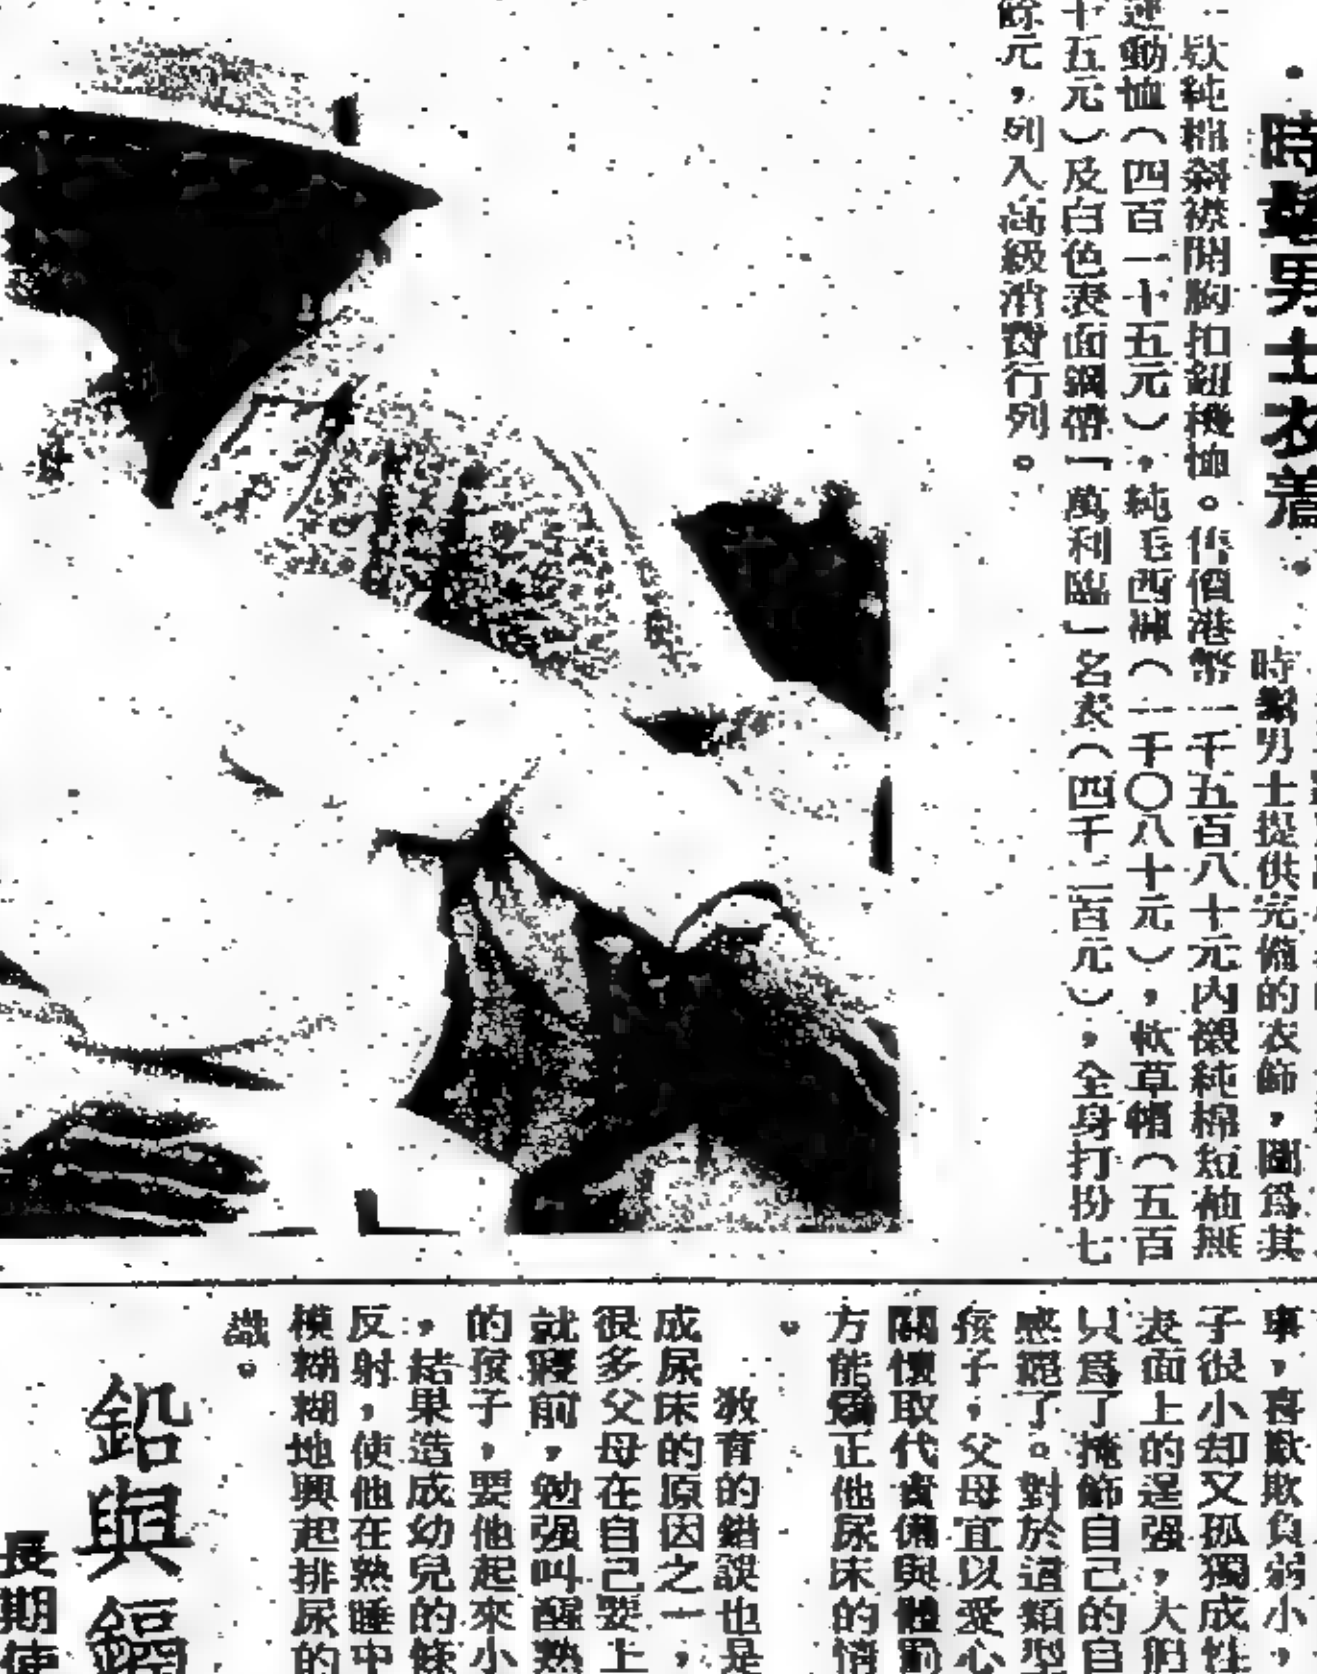 時髦男士衣着
時髦男士提供完備的衣飾，圖爲其
一欵純棉斜襟開胸扣鈕機恤。售價港幣一千五百八十元內襯純棉短袖無
運動恤（四百一十五元），純毛西褲（一千〇八十元），軟草帽（五百
十五元）及白色表面鋼帶「萬利臨」名表（四千二百元），全身打扮七
餘元，列入高級消費行列。
事，喜歡欺負弱小，
子很小却又孤獨成性
表面上的逞强，大胆
只爲了掩飾自己的自
感罷了。對於這類型
孩子，父母宜以愛心
關懷取代責備與體罰
方能矯正他尿床的情
。
教育的錯誤也是
成尿床的原因之一，
很多父母在自己要上
就寢前，勉强叫醒熟
的孩子，要他起來小
，結果造成幼兒的條
反射，使他在熟睡中
模糊糊地興起排尿的
識。
鉛與鎘
長期使